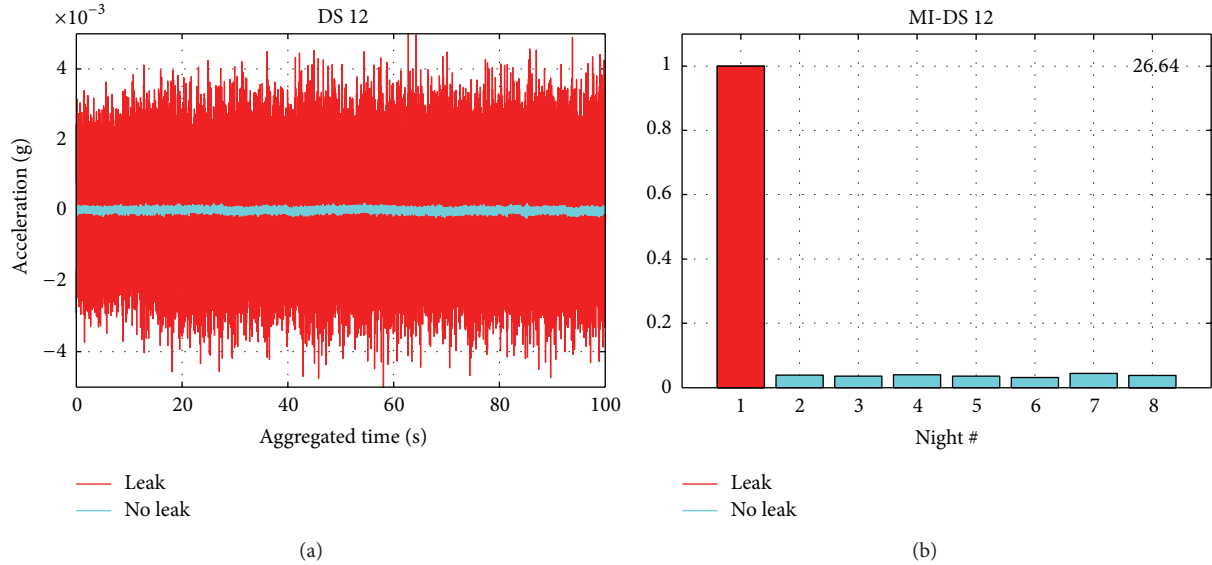 ×10−3
DS 12
4
2
0
−2
−4
Acceleration (g)
0 20 40 60 80 100
Aggregated time (s)
Leak
No leak
(a)
MI-DS 12
26.64
1
0.8
0.6
0.4
0.2
0
1 2 3 4 5 6 7 8
Night #
Leak
No leak
(b)